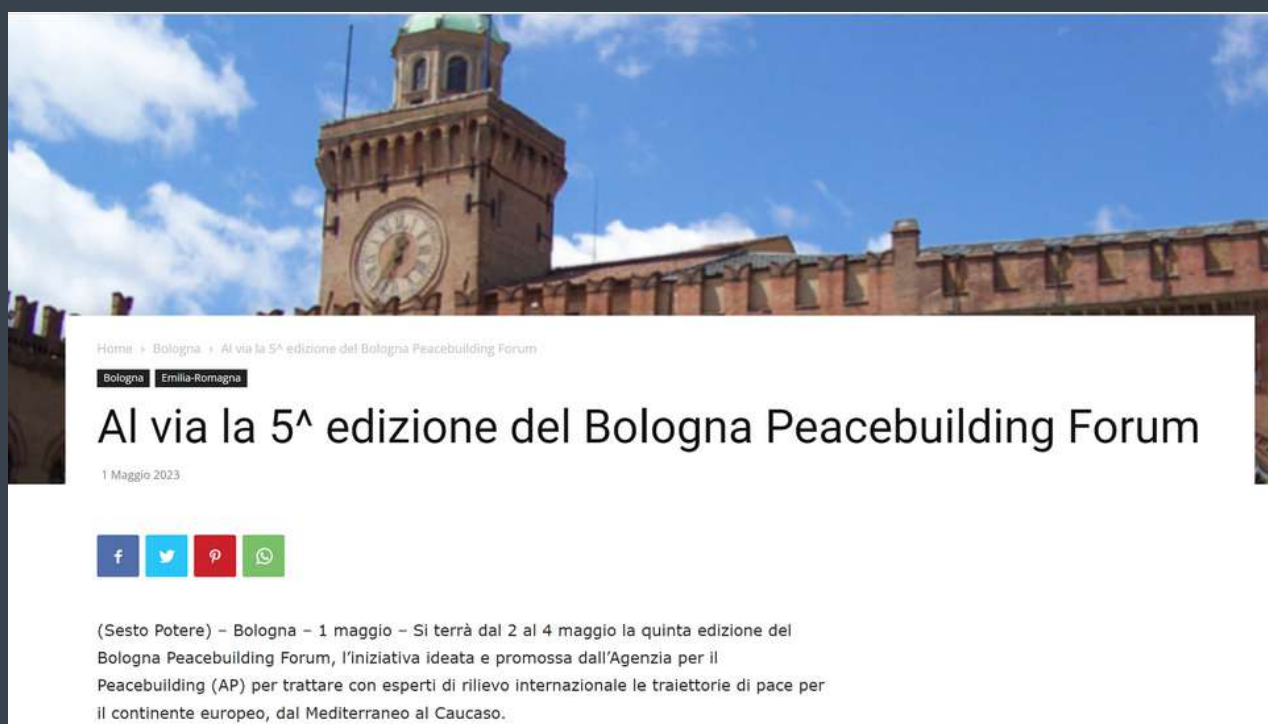 Home › Bologna › Al via la 5^ edizione del Bologna Peacebuilding Forum
Bologna Emilia-Romagna
Al via la 5^ edizione del Bologna Peacebuilding Forum
1 Maggio 2023
(Sesto Potere) – Bologna – 1 maggio – Si terrà dal 2 al 4 maggio la quinta edizione del
Bologna Peacebuilding Forum, l'iniziativa ideata e promossa dall'Agenzia per il
Peacebuilding (AP) per trattare con esperti di rilievo internazionale le traiettorie di pace per
il continente europeo, dal Mediterraneo al Caucaso.